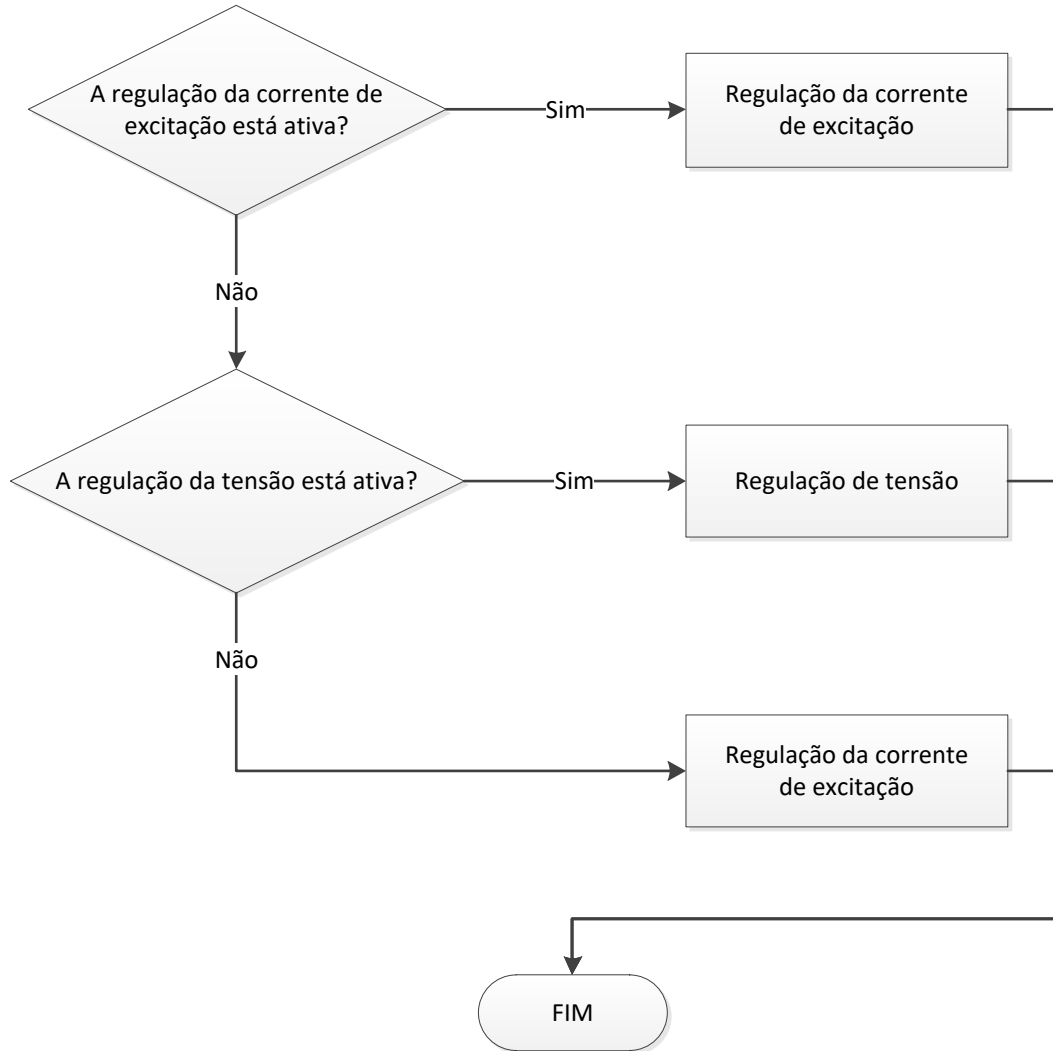 A regulação da corrente de
excitação está ativa?
Sim
Regulação da corrente
de excitação
Não
A regulação da tensão está ativa?
Sim
Regulação de tensão
Não
Regulação da corrente
de excitação
FIM